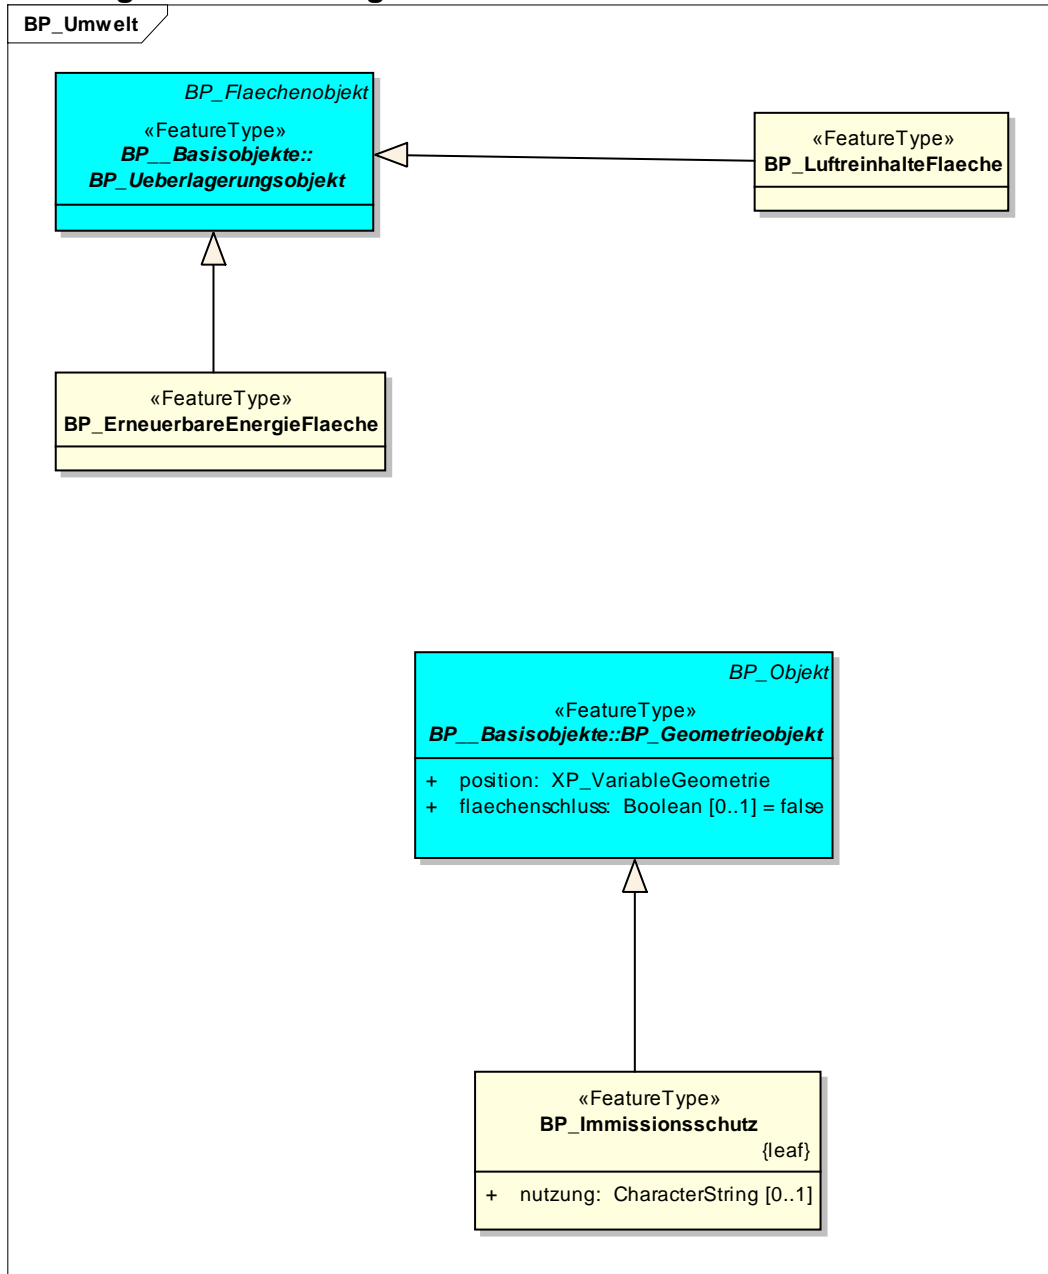 BP_Umwelt
BP_Flaechenobjekt
«FeatureType»
BP__Basisobjekte::
BP_Ueberlagerungsobjekt
«FeatureType»
BP_LuftreinhalteFlaeche
«FeatureType»
BP_ErneuerbareEnergieFlaeche
BP_Objekt
«FeatureType»
BP__Basisobjekte::BP_Geometrieobjekt
+ position: XP_VariableGeometrie
+ flaechenschluss: Boolean [0..1] = false
«FeatureType»
BP_Immissionsschutz
{leaf}
+ nutzung: CharacterString [0..1]